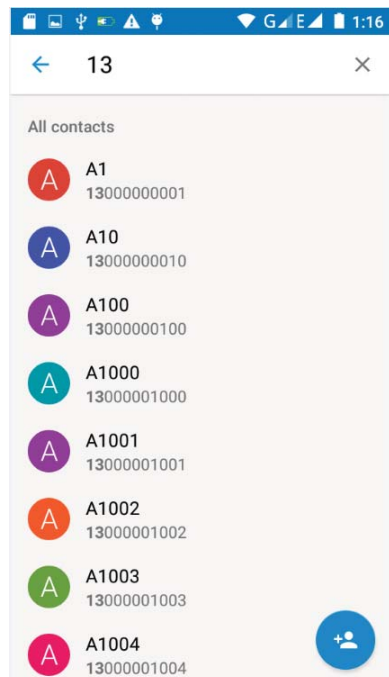 G E 1:16
13
All contacts
A A1
13000000001
A A10
13000000010
A A100
13000000100
A A1000
13000001000
A A1001
13000001001
A A1002
13000001002
A A1003
13000001003
A A1004
13000001004